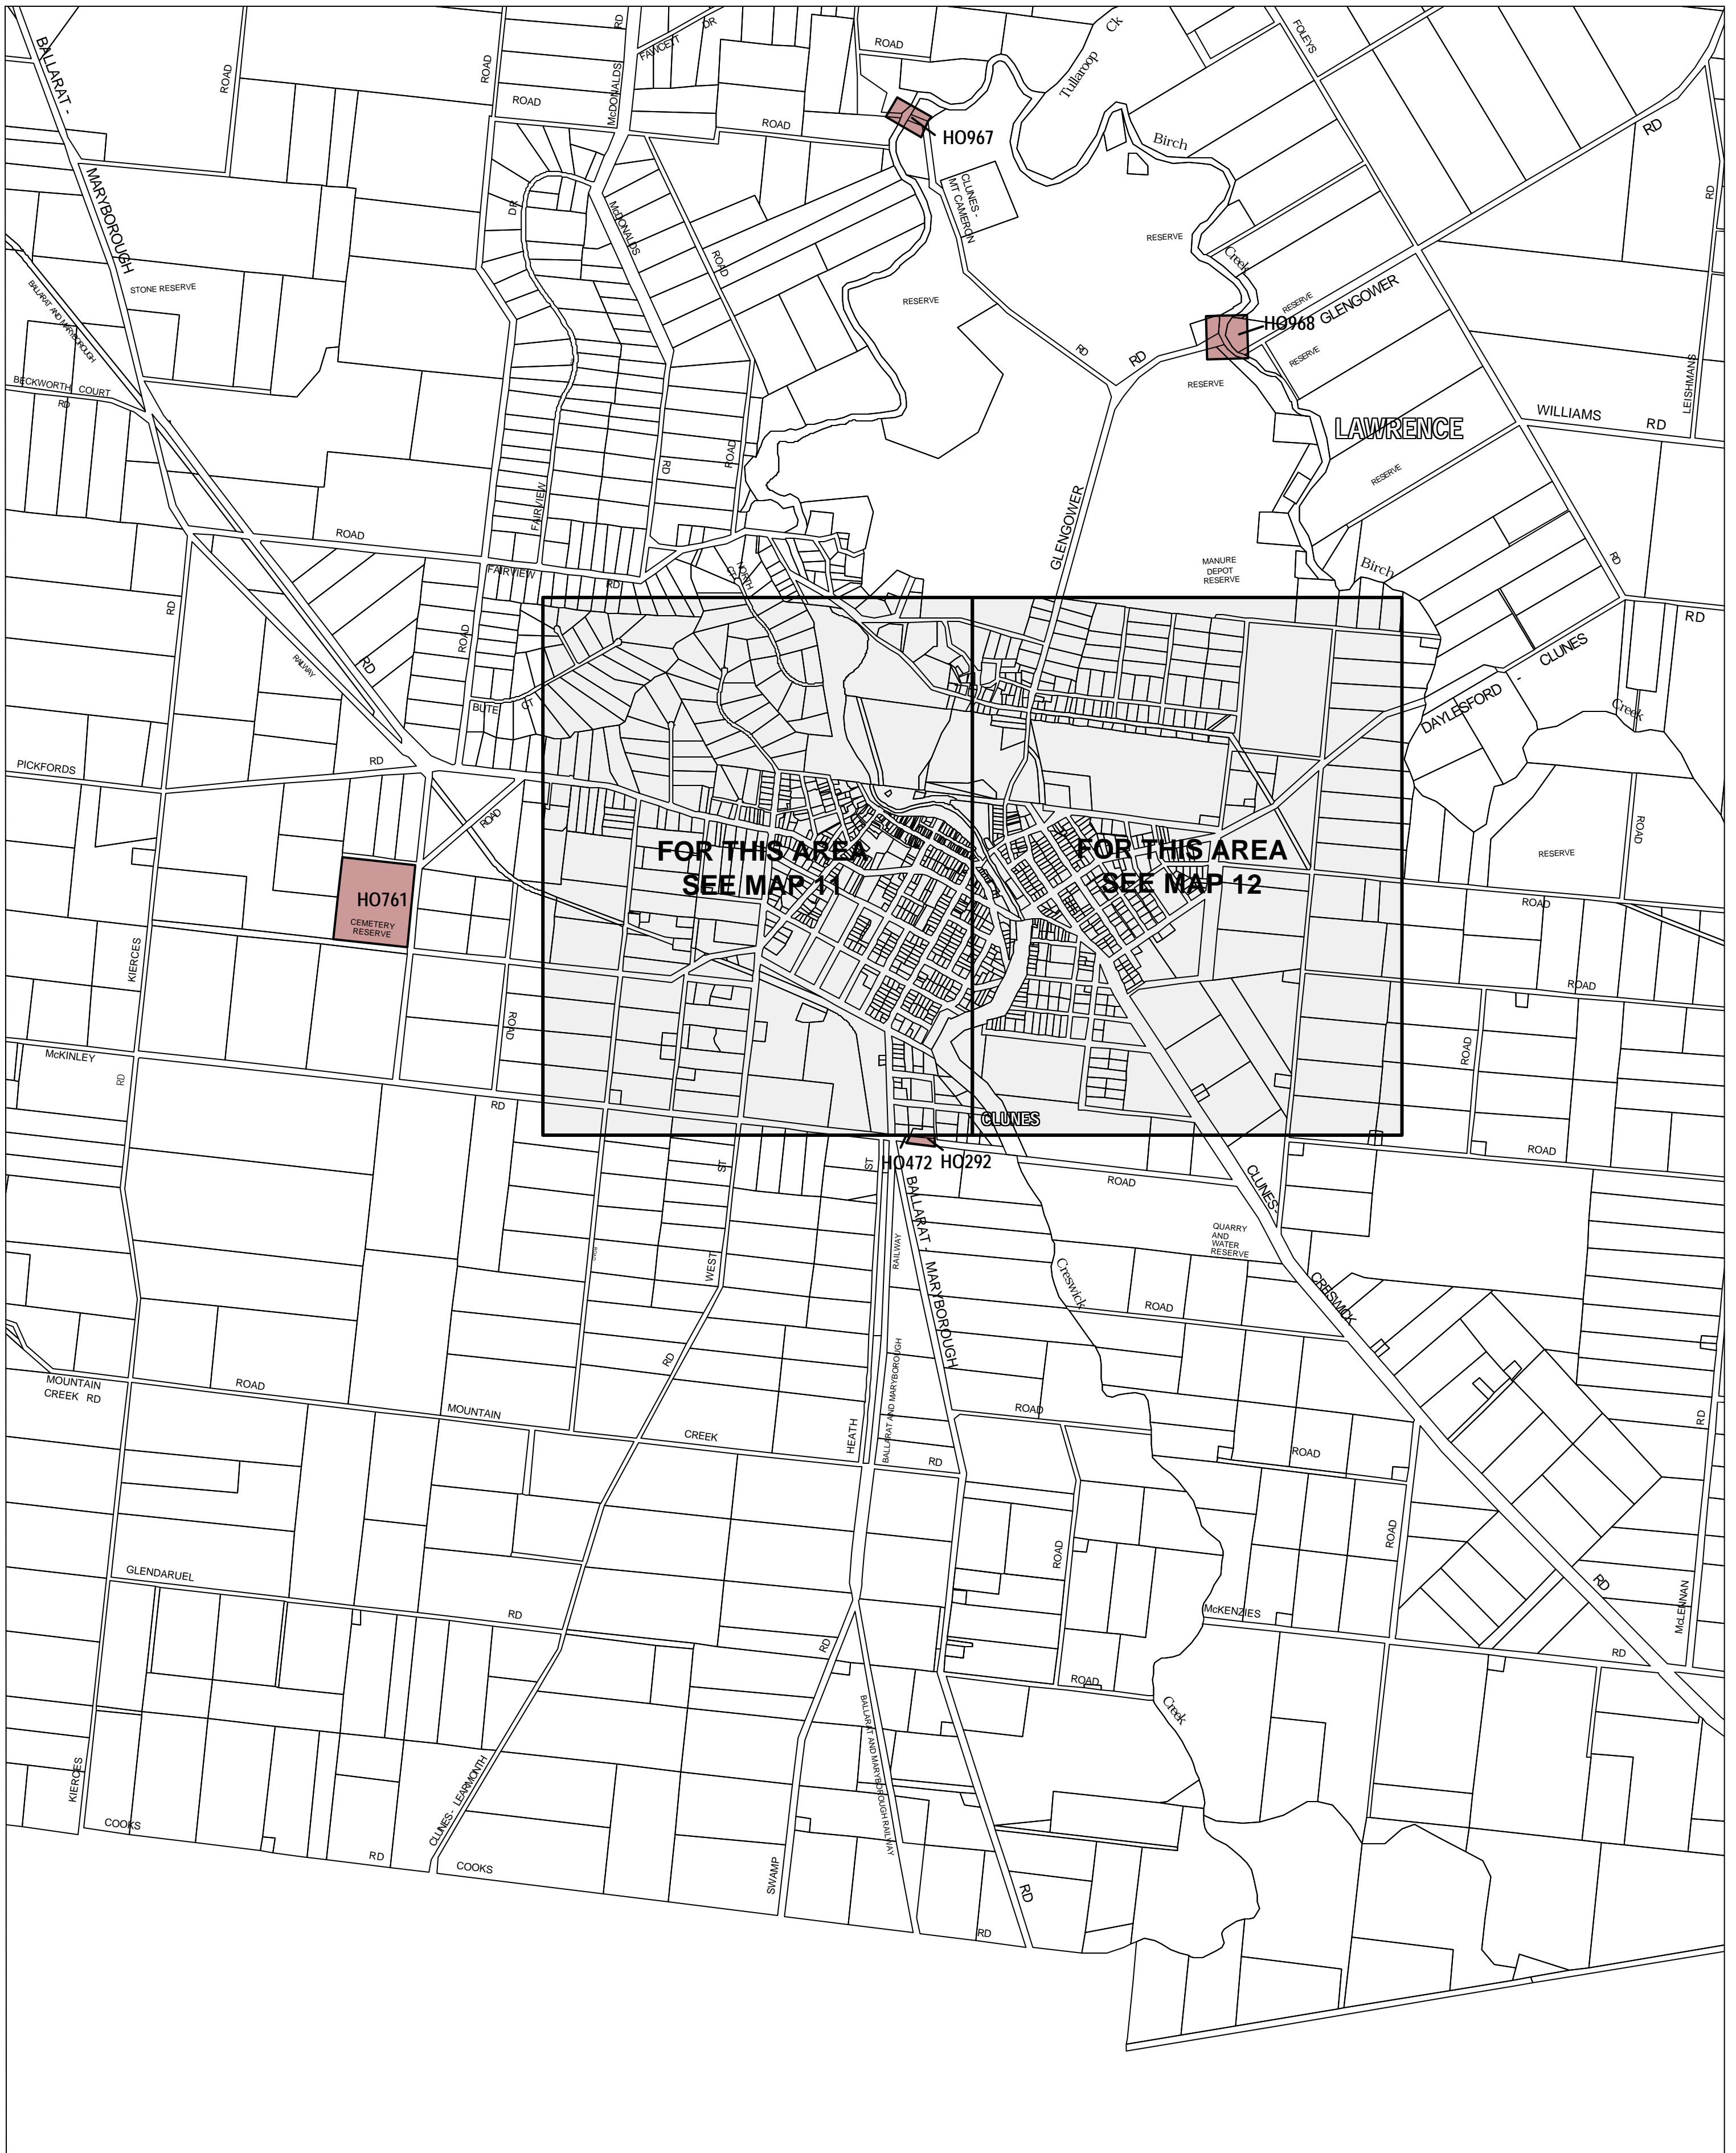 BALLARAT -
ROAD
ROAD
ROAD
RD
McDONALDS
FAWCETT
DR
ROAD
Ck
Tullaroop
FOLEYS
RD
ROAD
HO967
Birch
MARYBOROUGH
DR
McDONALDS
CLUNES -
MT CAMERON
RD
ROAD
RESERVE
Creek
STONE RESERVE
BALLARAT AND MARYBOROUGH
RESERVE
RESERVE
GLENGOWER
HO968
RD
RD
RESERVE
RESERVE
LEISHMANS
BECKWORTH COURT
RD
WILLIAMS
RD
LAWRENCE
ROAD
RD
RESERVE
FAIRVIEW
ROAD
GLENGOWER
NORTH
CT
MANURE
DEPOT
RESERVE
Birch
RD
FAIRVIEW
RD
RD
RD
ROAD
RD
RAILWAY
BUTE
CT
CLUNES
-
DAYLESFORD
Creek
PICKFORDS
RD
ROAD
ROAD
FOR THIS AREA
SEE MAP 11
FOR THIS AREA
SEE MAP 12
RESERVE
HO761
CEMETERY
RESERVE
ROAD
KIERCES
ROAD
ROAD
ROAD
McKINLEY
RD
RD
CLUNES
ROAD
ST
ST
HO472
HO292
ROAD
CLUNES-
BALLARAT - MARYBOROUGH
QUARRY
AND
WATER
RESERVE
RAILWAY
WEST
Creswick
CRESWICK
ROAD
RD
BALLARAT AND MARYBOROUGH
MOUNTAIN
CREEK RD
ROAD
MOUNTAIN
CREEK
HEATH
ROAD
RD
ROAD
RD
ROAD
ROAD
GLENDARUEL
RD
McKENZIES
RD
McLENNAN
RD
RD
ROAD
Creek
BALLARAT AND MARYBOROUGH RAILWAY
KIERCES
CLUNES- LEARMONTH
COOKS
RD
COOKS
SWAMP
RD
RD